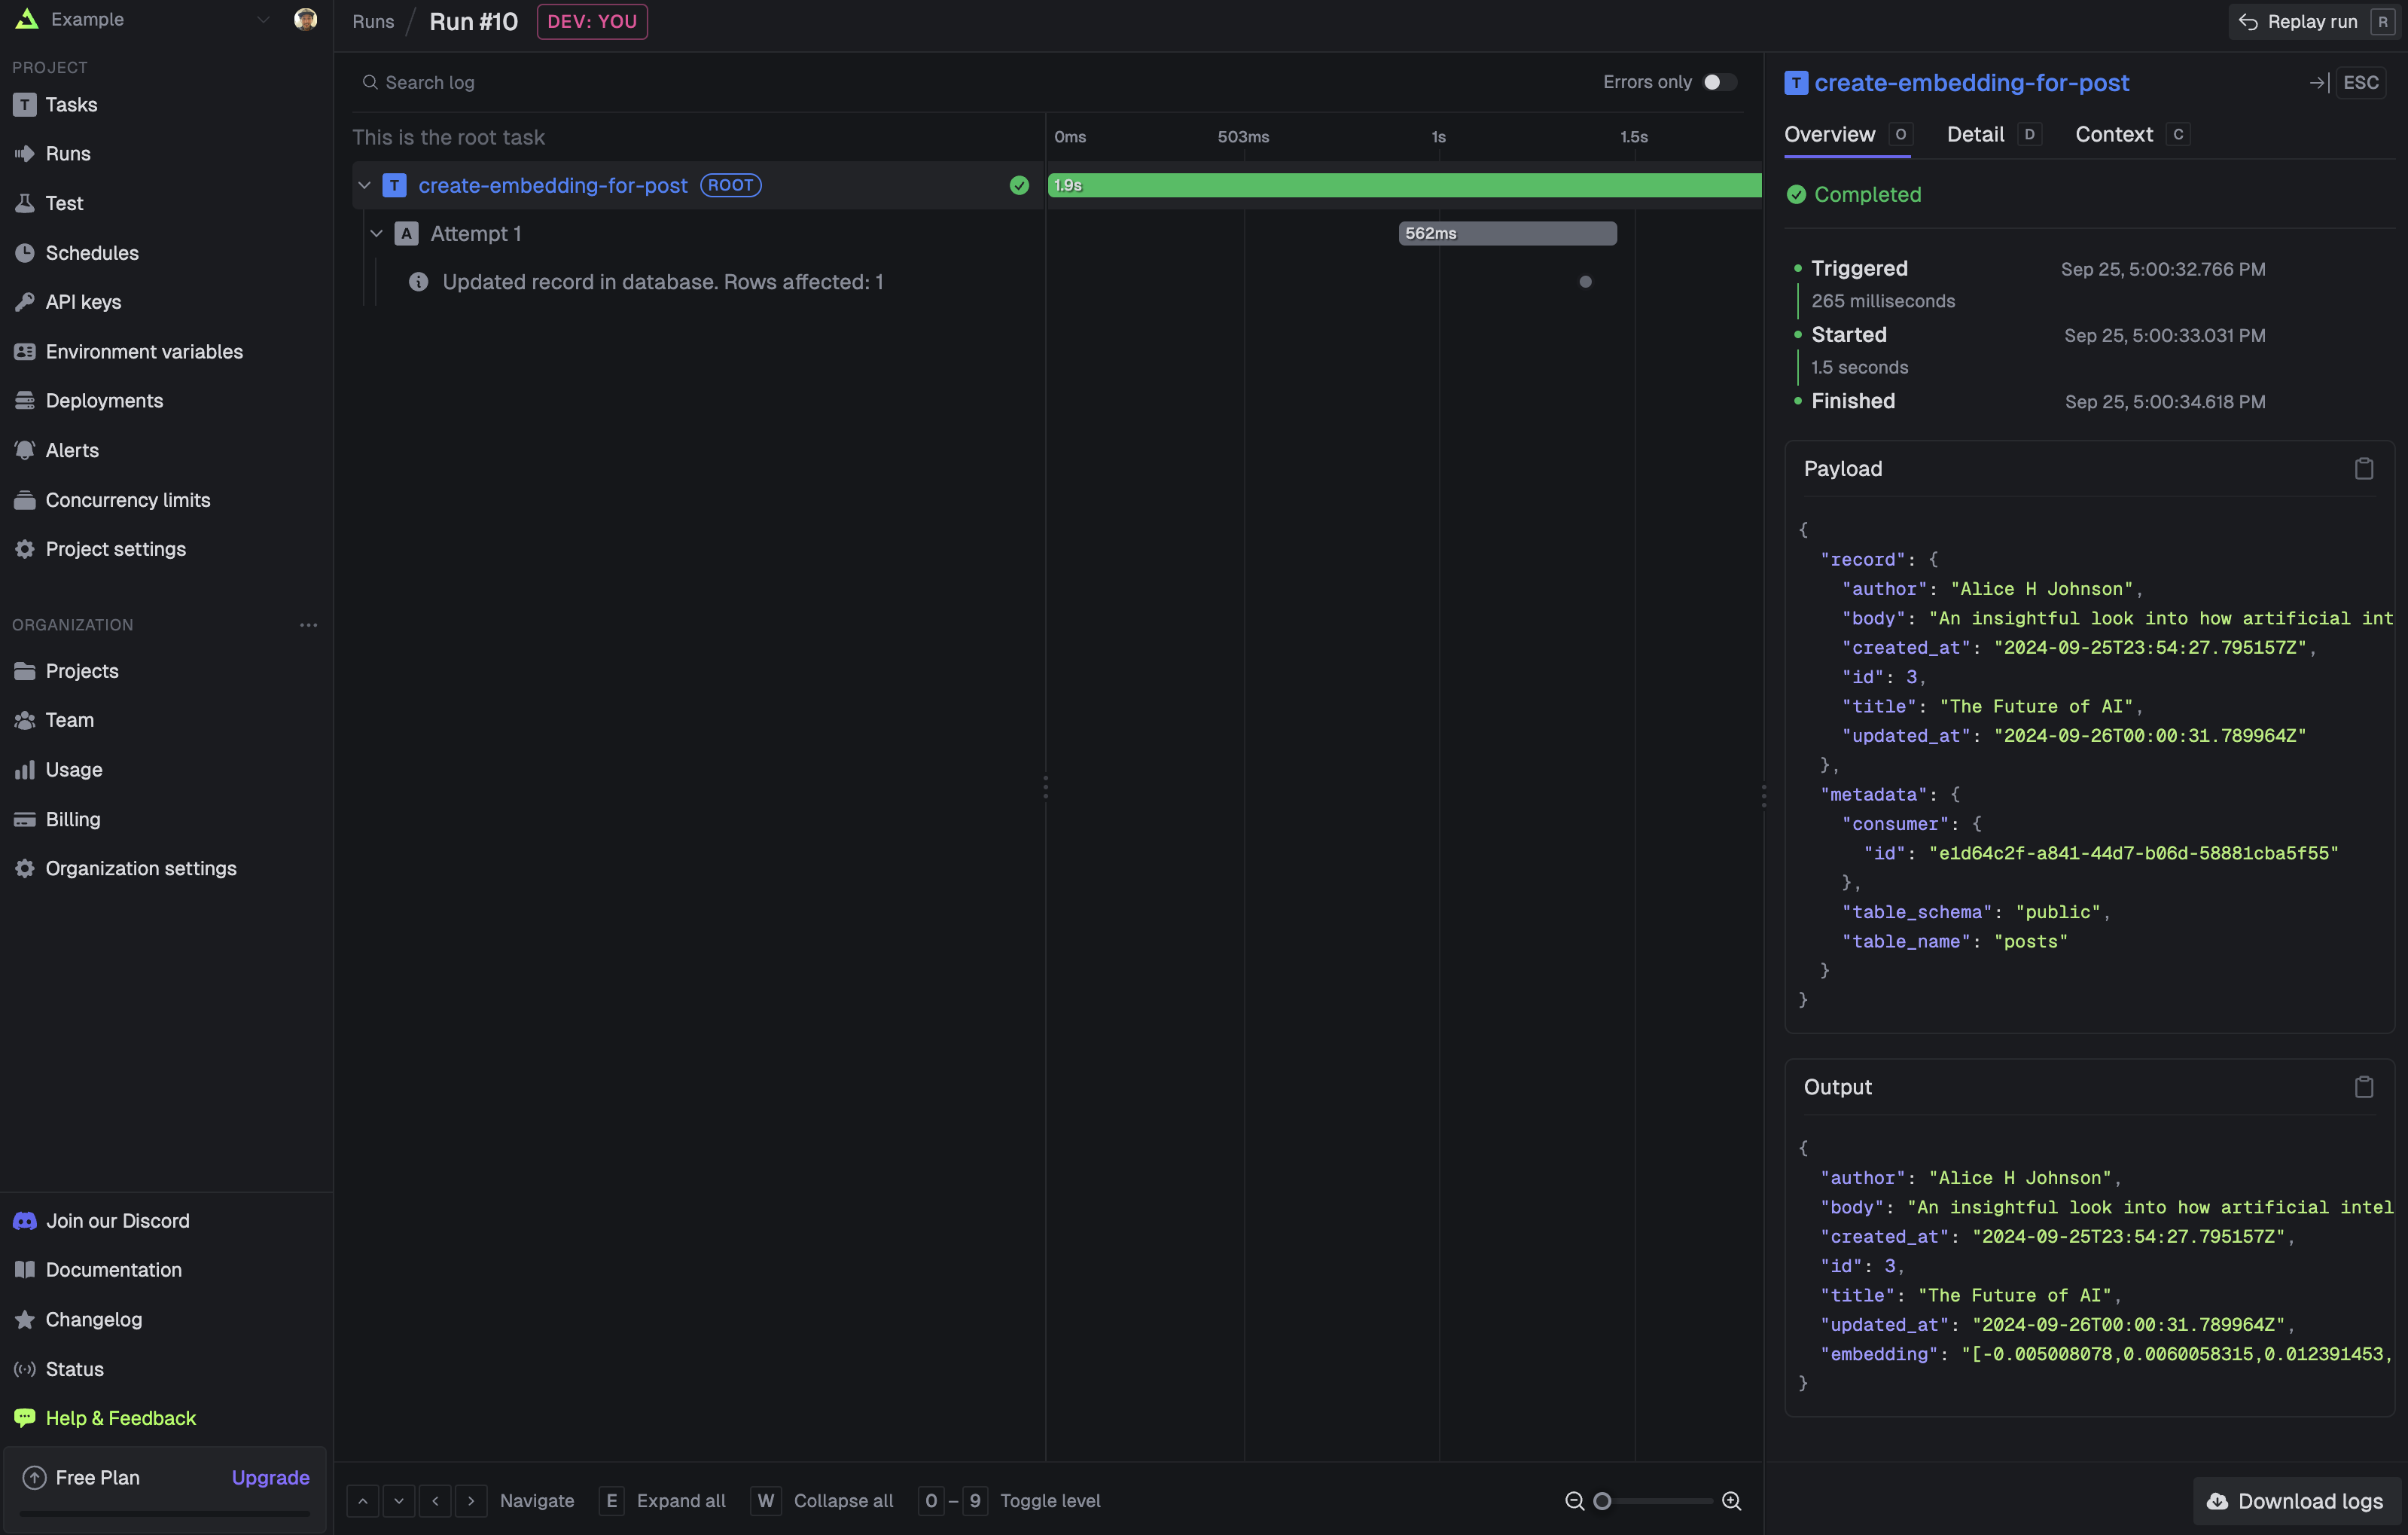 Example
PROJECT
T Tasks
Runs
Test
Schedules
API keys
Environment variables
Deployments
Alerts
Concurrency limits
Project settings
ORGANIZATION
Projects
Team
Usage
Billing
Organization settings
Join our Discord
Documentation
Changelog
Status
Help & Feedback
Free Plan Upgrade
Runs / Run #10 DEV: YOU
Replay run R
Search log
Errors only
This is the root task
0ms 503ms 1s 1.5s
T create-embedding-for-post ROOT
1.9s
A Attempt 1
562ms
Updated record in database. Rows affected: 1
Navigate E Expand all W Collapse all 0 – 9 Toggle level
T create-embedding-for-post ESC
Overview O Detail D Context C
Completed
Triggered Sep 25, 5:00:32.766 PM
265 milliseconds
Started Sep 25, 5:00:33.031 PM
1.5 seconds
Finished Sep 25, 5:00:34.618 PM
Payload
{
"record": {
"author": "Alice H Johnson",
"body": "An insightful look into how artificial int
"created_at": "2024-09-25T23:54:27.795157Z",
"id": 3,
"title": "The Future of AI",
"updated_at": "2024-09-26T00:00:31.789964Z"
},
"metadata": {
"consumer": {
"id": "e1d64c2f-a841-44d7-b06d-58881cba5f55"
},
"table_schema": "public",
"table_name": "posts"
}
}
Output
{
"author": "Alice H Johnson",
"body": "An insightful look into how artificial intel
"created_at": "2024-09-25T23:54:27.795157Z",
"id": 3,
"title": "The Future of AI",
"updated_at": "2024-09-26T00:00:31.789964Z",
"embedding": "[-0.005008078,0.0060058315,0.012391453,
}
Download logs